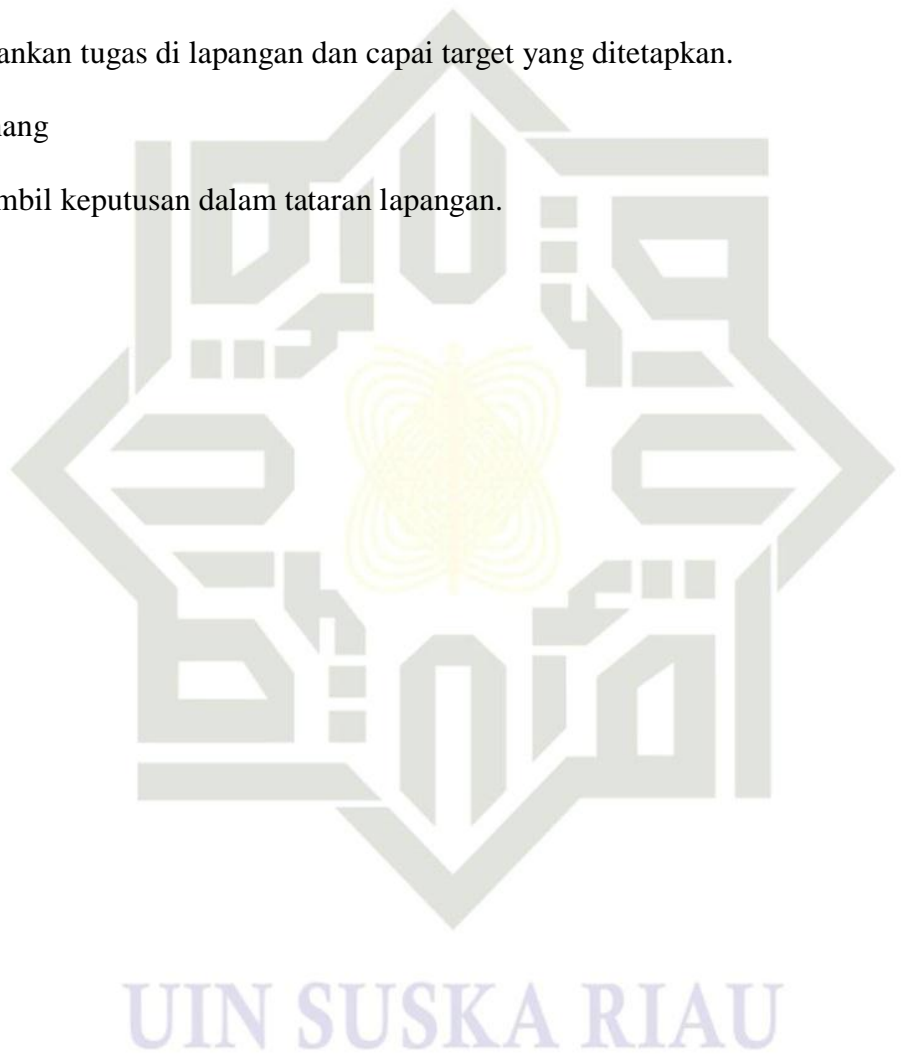 ankan tugas di lapangan dan capai target yang ditetapkan.
ang
mbil keputusan dalam tataran lapangan.
UIN SUSKA RIAU